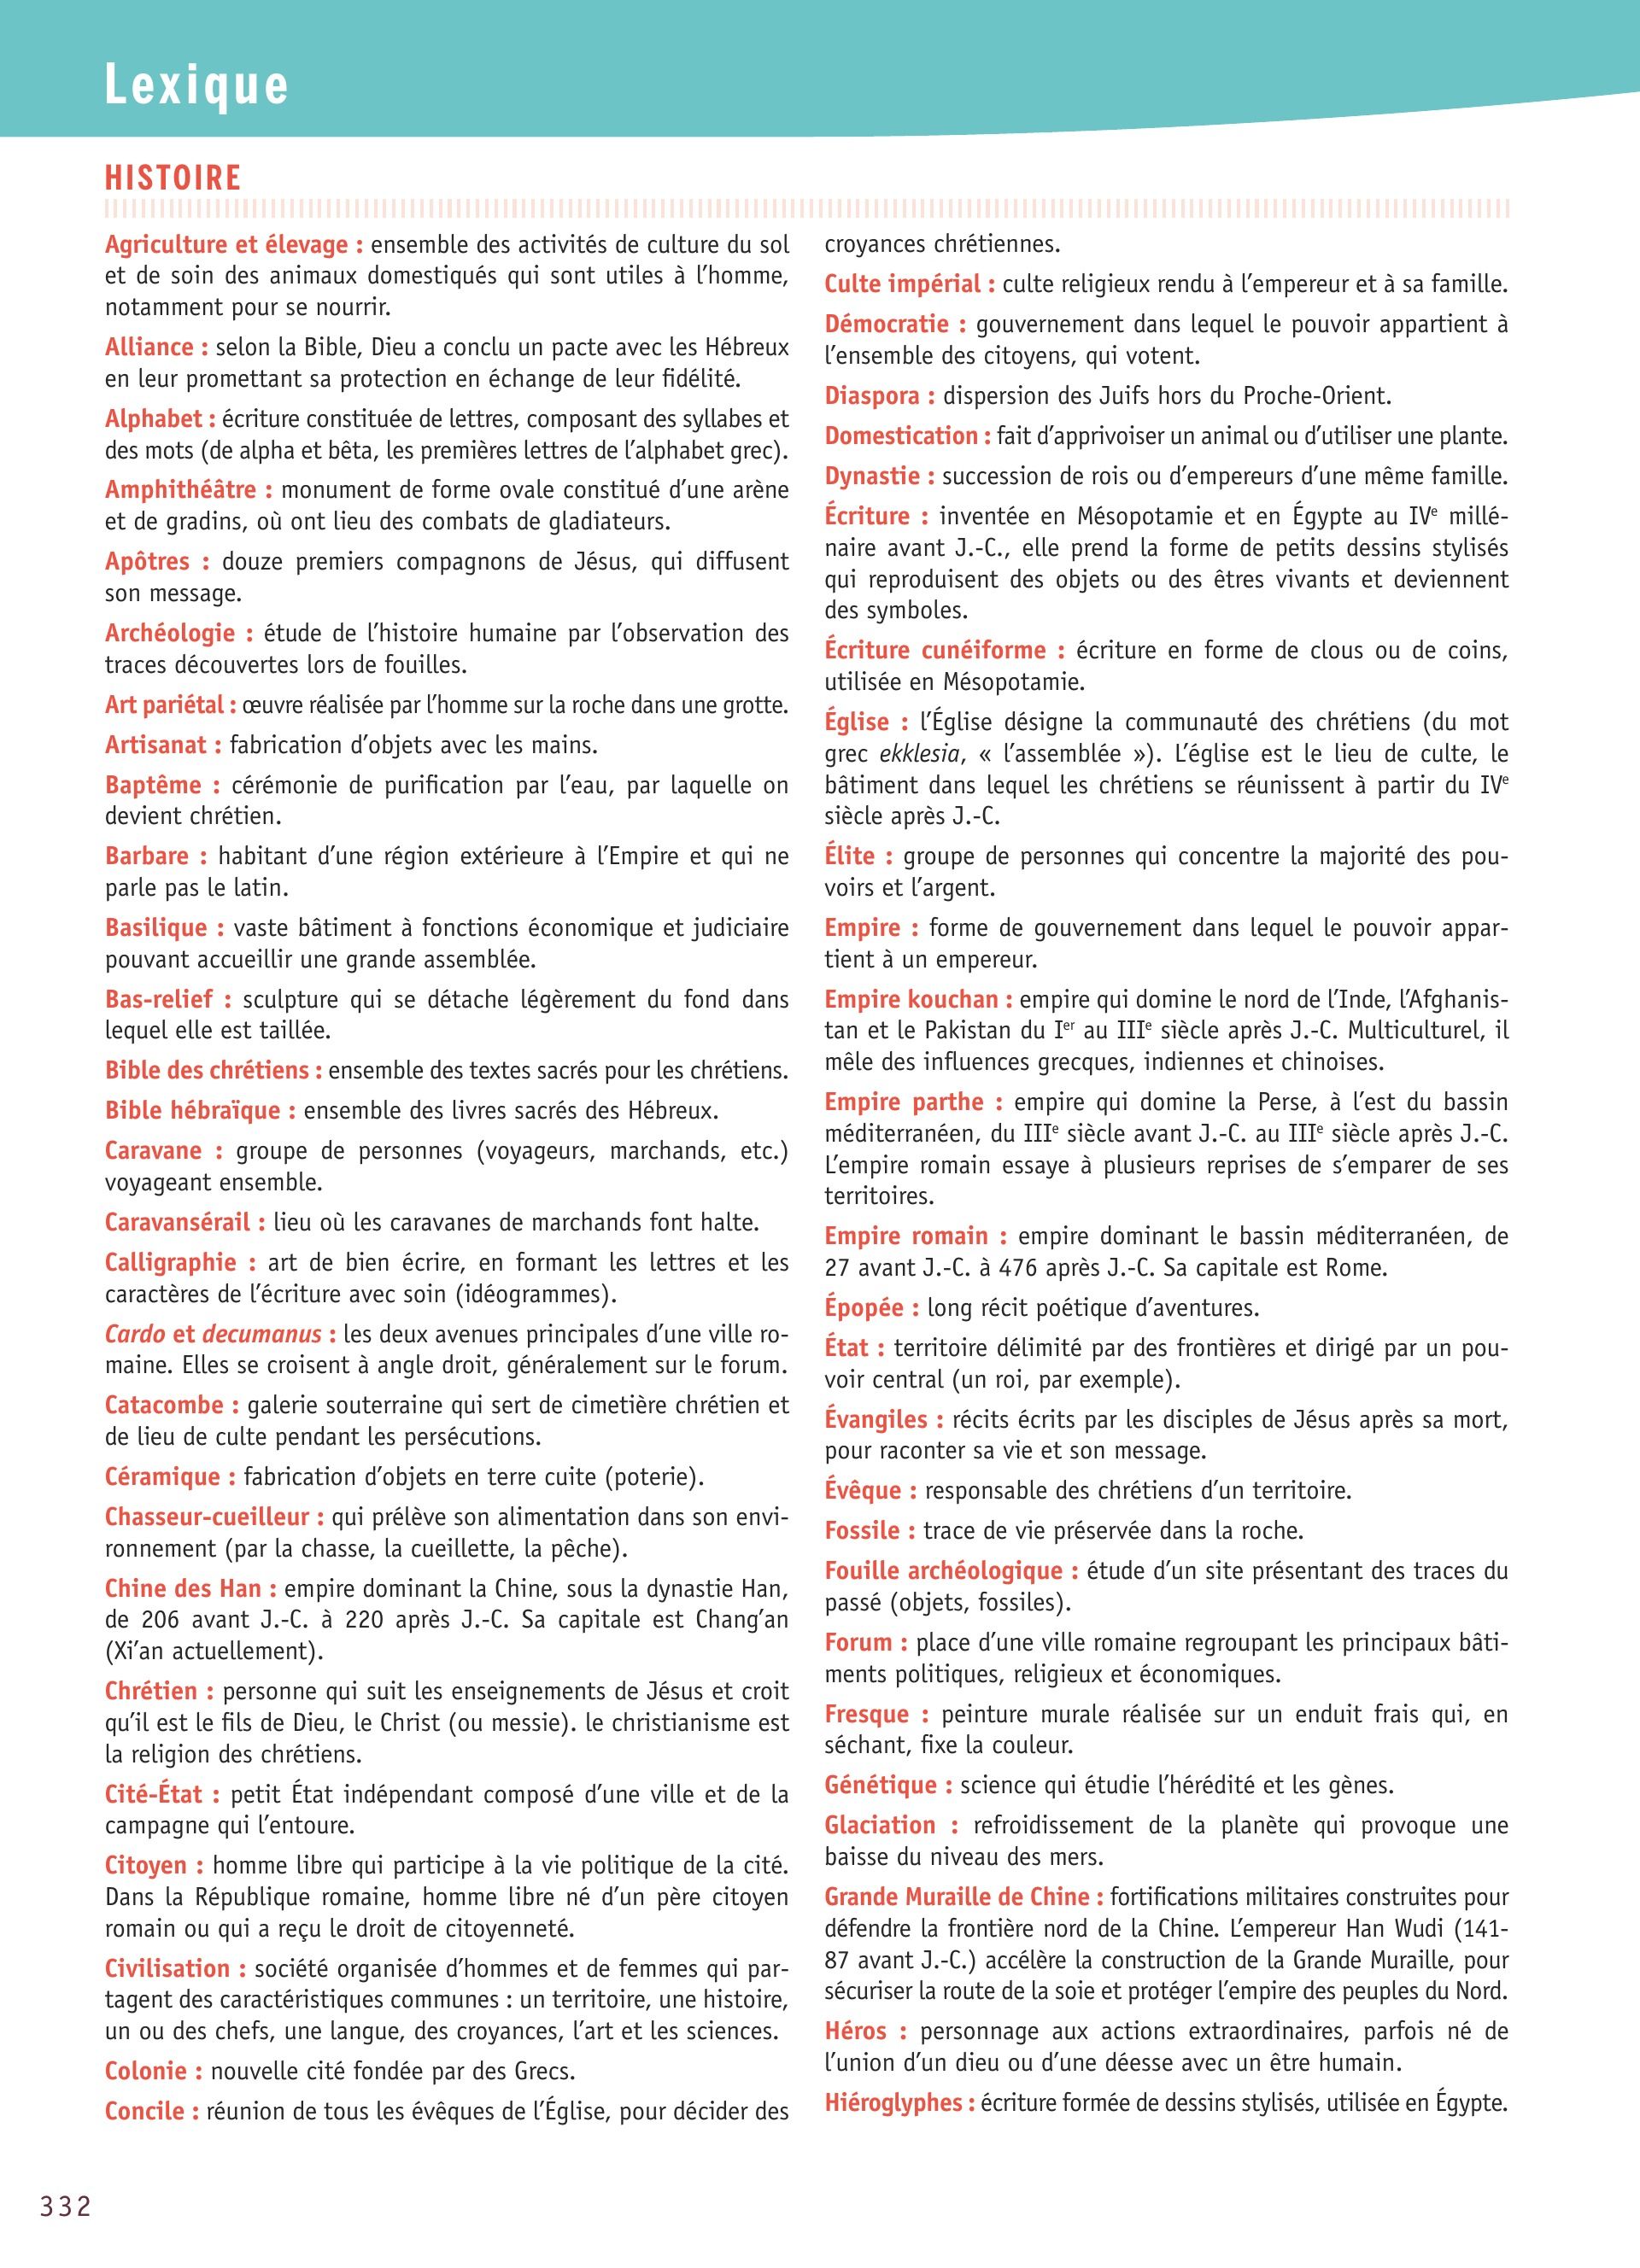 Lexique
HISTOIRE
Agriculture et élevage : ensemble des activités de culture du sol
et de soin des animaux domestiqués qui sont utiles à l’homme,
notamment pour se nourrir.
Alliance : selon la Bible, Dieu a conclu un pacte avec les Hébreux
en leur promettant sa protection en échange de leur fidélité.
Alphabet : écriture constituée de lettres, composant des syllabes et
des mots (de alpha et bêta, les premières lettres de l’alphabet grec).
Amphithéâtre : monument de forme ovale constitué d’une arène
et de gradins, où ont lieu des combats de gladiateurs.
Apôtres : douze premiers compagnons de Jésus, qui diffusent
son message.
Archéologie : étude de l’histoire humaine par l’observation des
traces découvertes lors de fouilles.
Art pariétal : œuvre réalisée par l’homme sur la roche dans une grotte.
Artisanat : fabrication d’objets avec les mains.
Baptême : cérémonie de purification par l’eau, par laquelle on
devient chrétien.
Barbare : habitant d’une région extérieure à l’Empire et qui ne
parle pas le latin.
Basilique : vaste bâtiment à fonctions économique et judiciaire
pouvant accueillir une grande assemblée.
Bas-relief : sculpture qui se détache légèrement du fond dans
lequel elle est taillée.
Bible des chrétiens : ensemble des textes sacrés pour les chrétiens.
Bible hébraïque : ensemble des livres sacrés des Hébreux.
Caravane : groupe de personnes (voyageurs, marchands, etc.)
voyageant ensemble.
Caravansérail : lieu où les caravanes de marchands font halte.
Calligraphie : art de bien écrire, en formant les lettres et les
caractères de l’écriture avec soin (idéogrammes).
Cardo et decumanus : les deux avenues principales d’une ville ro-
maine. Elles se croisent à angle droit, généralement sur le forum.
Catacombe : galerie souterraine qui sert de cimetière chrétien et
de lieu de culte pendant les persécutions.
Céramique : fabrication d’objets en terre cuite (poterie).
Chasseur-cueilleur : qui prélève son alimentation dans son envi-
ronnement (par la chasse, la cueillette, la pêche).
Chine des Han : empire dominant la Chine, sous la dynastie Han,
de 206 avant J.-C. à 220 après J.-C. Sa capitale est Chang’an
(Xi’an actuellement).
Chrétien : personne qui suit les enseignements de Jésus et croit
qu’il est le fils de Dieu, le Christ (ou messie). le christianisme est
la religion des chrétiens.
Cité-État : petit État indépendant composé d’une ville et de la
campagne qui l’entoure.
Citoyen : homme libre qui participe à la vie politique de la cité.
Dans la République romaine, homme libre né d’un père citoyen
romain ou qui a reçu le droit de citoyenneté.
Civilisation : société organisée d’hommes et de femmes qui par-
tagent des caractéristiques communes : un territoire, une histoire,
un ou des chefs, une langue, des croyances, l’art et les sciences.
Colonie : nouvelle cité fondée par des Grecs.
Concile : réunion de tous les évêques de l’Église, pour décider des
croyances chrétiennes.
Culte impérial : culte religieux rendu à l’empereur et à sa famille.
Démocratie : gouvernement dans lequel le pouvoir appartient à
l’ensemble des citoyens, qui votent.
Diaspora : dispersion des Juifs hors du Proche-Orient.
Domestication : fait d’apprivoiser un animal ou d’utiliser une plante.
Dynastie : succession de rois ou d’empereurs d’une même famille.
Écriture : inventée en Mésopotamie et en Égypte au IVe millé-
naire avant J.-C., elle prend la forme de petits dessins stylisés
qui reproduisent des objets ou des êtres vivants et deviennent
des symboles.
Écriture cunéiforme : écriture en forme de clous ou de coins,
utilisée en Mésopotamie.
Église : l’Église désigne la communauté des chrétiens (du mot
grec ekklesia, « l’assemblée »). L’église est le lieu de culte, le
bâtiment dans lequel les chrétiens se réunissent à partir du IVe
siècle après J.-C.
Élite : groupe de personnes qui concentre la majorité des pou-
voirs et l’argent.
Empire : forme de gouvernement dans lequel le pouvoir appar-
tient à un empereur.
Empire kouchan : empire qui domine le nord de l’Inde, l’Afghanis-
tan et le Pakistan du Ier au IIIe siècle après J.-C. Multiculturel, il
mêle des influences grecques, indiennes et chinoises.
Empire parthe : empire qui domine la Perse, à l’est du bassin
méditerranéen, du IIIe siècle avant J.-C. au IIIe siècle après J.-C.
L’empire romain essaye à plusieurs reprises de s’emparer de ses
territoires.
Empire romain : empire dominant le bassin méditerranéen, de
27 avant J.-C. à 476 après J.-C. Sa capitale est Rome.
Épopée : long récit poétique d’aventures.
État : territoire délimité par des frontières et dirigé par un pou-
voir central (un roi, par exemple).
Évangiles : récits écrits par les disciples de Jésus après sa mort,
pour raconter sa vie et son message.
Évêque : responsable des chrétiens d’un territoire.
Fossile : trace de vie préservée dans la roche.
Fouille archéologique : étude d’un site présentant des traces du
passé (objets, fossiles).
Forum : place d’une ville romaine regroupant les principaux bâti-
ments politiques, religieux et économiques.
Fresque : peinture murale réalisée sur un enduit frais qui, en
séchant, fixe la couleur.
Génétique : science qui étudie l’hérédité et les gènes.
Glaciation : refroidissement de la planète qui provoque une
baisse du niveau des mers.
Grande Muraille de Chine : fortifications militaires construites pour
défendre la frontière nord de la Chine. L’empereur Han Wudi (141-
87 avant J.-C.) accélère la construction de la Grande Muraille, pour
sécuriser la route de la soie et protéger l’empire des peuples du Nord.
Héros : personnage aux actions extraordinaires, parfois né de
l’union d’un dieu ou d’une déesse avec un être humain.
Hiéroglyphes : écriture formée de dessins stylisés, utilisée en Égypte.
332